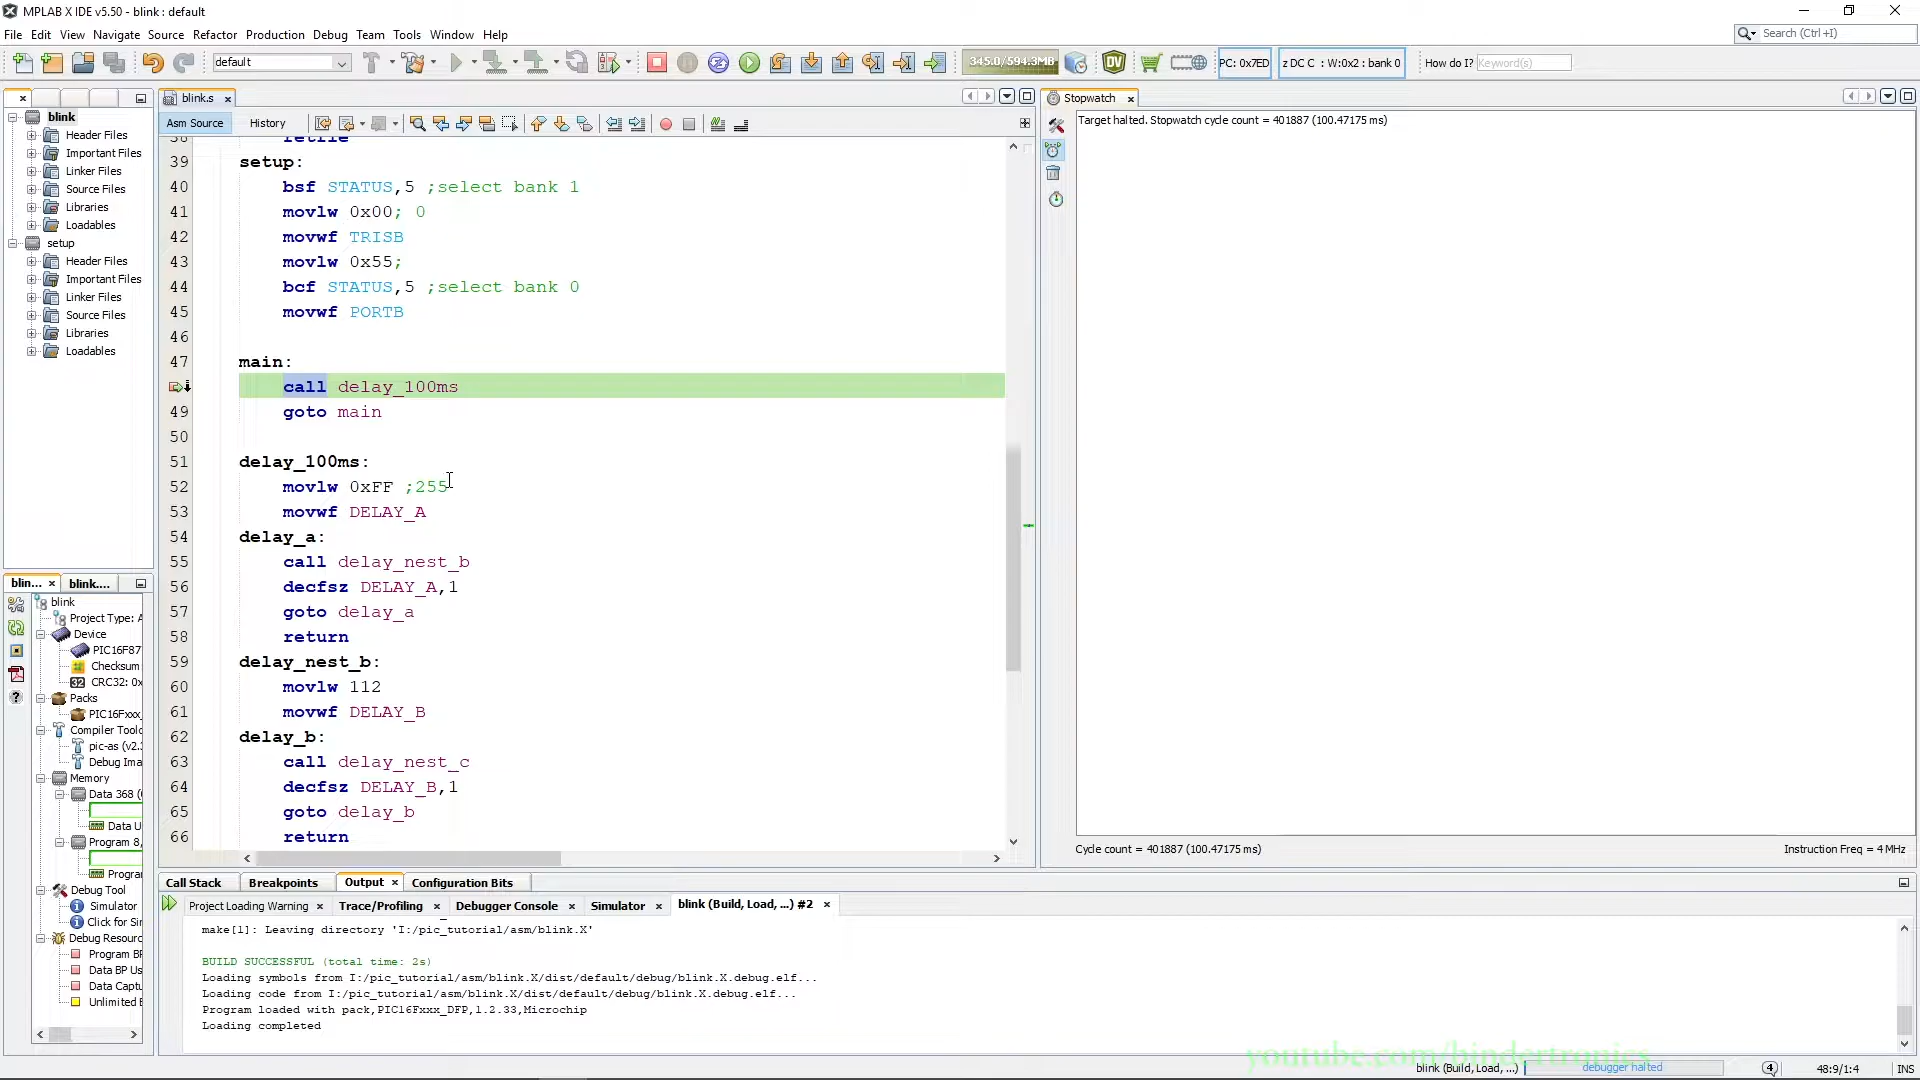 MPLAB X IDE v5.50 - blink : default
File Edit View Navigate Source Refactor Production Debug Team Tools Window Help
Search (Ctrl+I)
default
345.0/594.3MB
PC: 0x7ED
z DC C : W:0x2 : bank 0
How do I? Keyword(s)
blink
Header Files
Important Files
Linker Files
Source Files
Libraries
Loadables
setup
Header Files
Important Files
Linker Files
Source Files
Libraries
Loadables
blin...
blink....
blink
Project Type: A
Device
PIC16F87
Checksum
CRC32: 0x
Packs
PIC16Fxxx_
Compiler Toolc
pic-as (v2.
Debug Ima
Memory
Data 368 (
Data U
Program 8,
Progra
Debug Tool
Simulator
Click for Sir
Debug Resourc
Program BP
Data BP Us
Data Captu
Unlimited B
blink.s
Asm Source History
38 retfie
39 setup:
40 bsf STATUS,5 ;select bank 1
41 movlw 0x00; 0
42 movwf TRISB
43 movlw 0x55;
44 bcf STATUS,5 ;select bank 0
45 movwf PORTB
46
47 main:
call delay_100ms
49 goto main
50
51 delay_100ms:
52 movlw 0xFF ;255
53 movwf DELAY_A
54 delay_a:
55 call delay_nest_b
56 decfsz DELAY_A,1
57 goto delay_a
58 return
59 delay_nest_b:
60 movlw 112
61 movwf DELAY_B
62 delay_b:
63 call delay_nest_c
64 decfsz DELAY_B,1
65 goto delay_b
66 return
Stopwatch
Target halted. Stopwatch cycle count = 401887 (100.47175 ms)
Cycle count = 401887 (100.47175 ms)
Instruction Freq = 4 MHz
Call Stack Breakpoints Output Configuration Bits
Project Loading Warning Trace/Profiling Debugger Console Simulator blink (Build, Load, ...) #2
make[1]: Leaving directory 'I:/pic_tutorial/asm/blink.X'
BUILD SUCCESSFUL (total time: 2s)
Loading symbols from I:/pic_tutorial/asm/blink.X/dist/default/debug/blink.X.debug.elf...
Loading code from I:/pic_tutorial/asm/blink.X/dist/default/debug/blink.X.debug.elf...
Program loaded with pack,PIC16Fxxx_DFP,1.2.33,Microchip
Loading completed
youtube.com/bindertronics
blink (Build, Load, ...)
debugger halted
4
48:9/1:4
INS